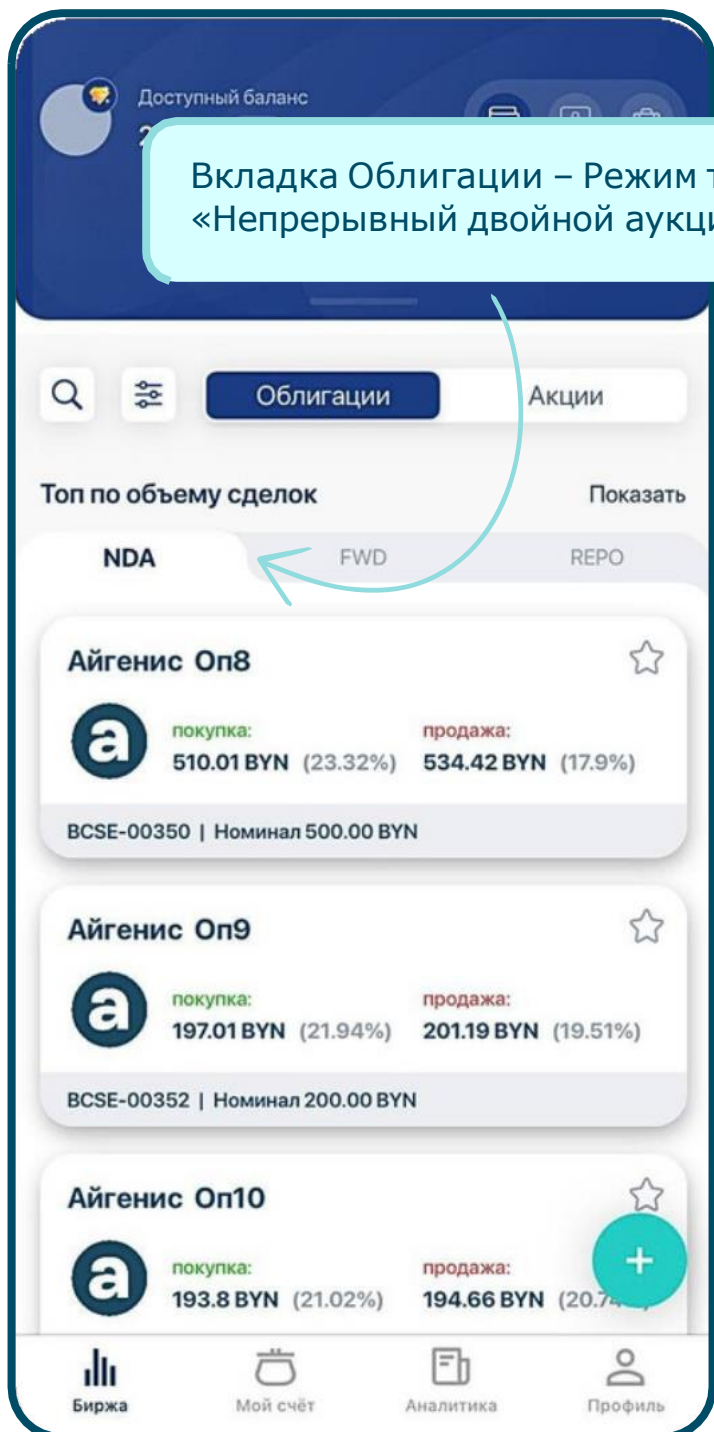 Доступный баланс
Вкладка Облигации – Режим
«Непрерывный двойной
Облигации
Акции
Топ по объему сделок
Показать
NDA
FWD
REPO
Айгенис Оп8
a
покупка:
продажа:
510.01 BYN (23.32%)
534.42 BYN (17.9%)
BCSE-00350 | Номинал 500.00 BYN
Айгенис Оп9
a
покупка:
продажа:
197.01 BYN (21.94%)
201.19 BYN (19.51%)
BCSE-00352 | Номинал 200.00 BYN
Айгенис Оп10
a
покупка:
продажа:
193.8 BYN (21.02%)
194.66 BYN
+
Биржа
Мой счёт
Аналитика
Профиль